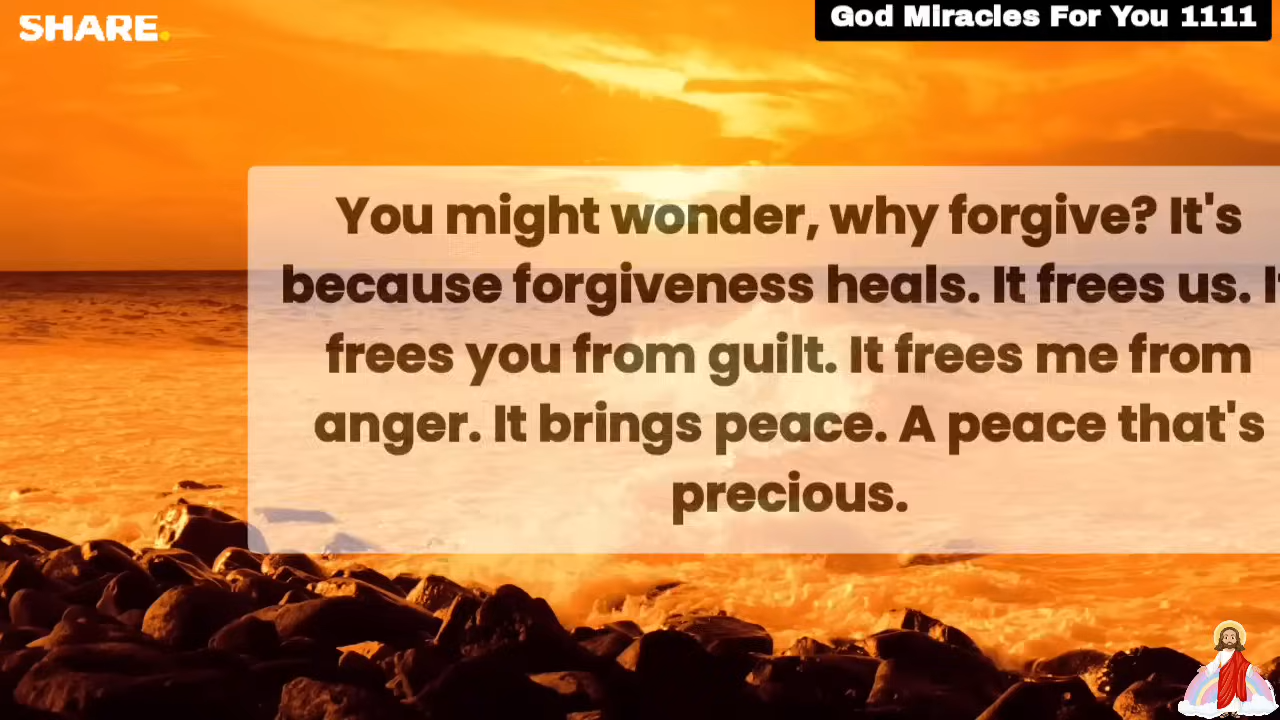 SHARE.
God Miracles For You 1111
You might wonder, why forgive? It's
because forgiveness heals. It frees us. It
frees you from guilt. It frees me from
anger. It brings peace. A peace that's
precious.